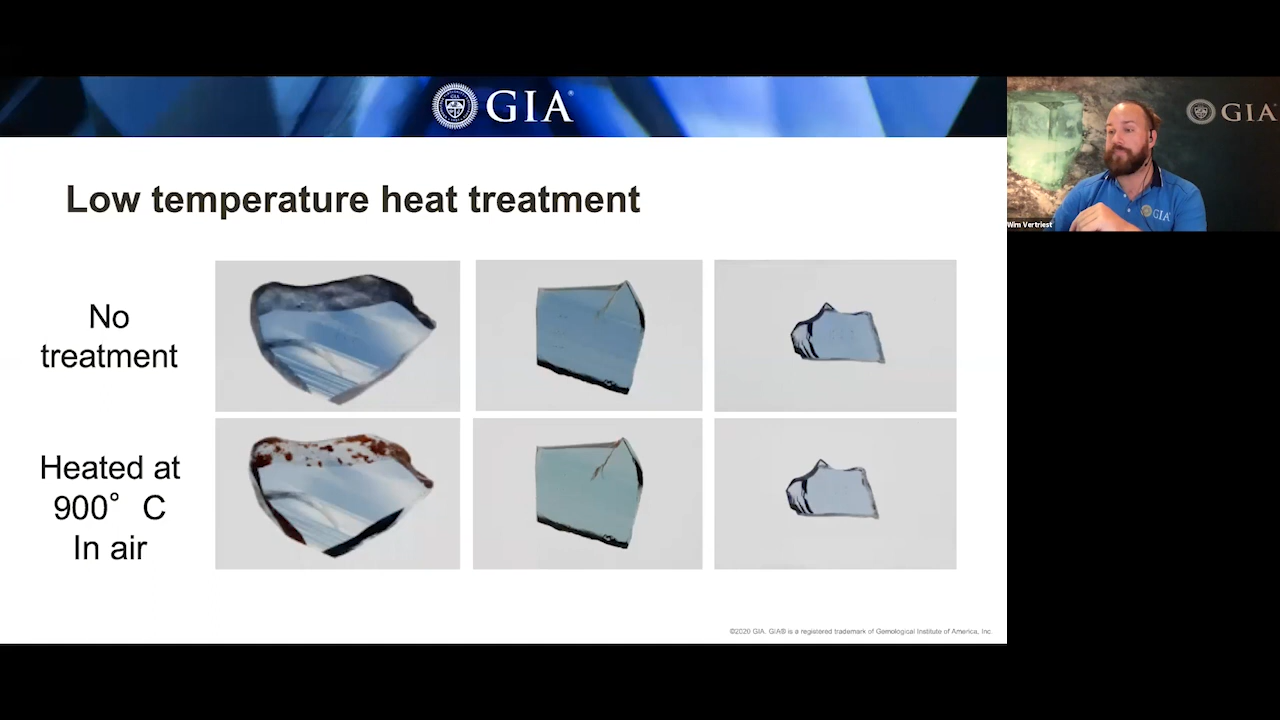 GIA®
GIA
GIA
Wim Vertriest
Low temperature heat treatment
No
treatment
Heated at
900° C
In air
©2020 GIA. GIA® is a registered trademark of Gemological Institute of America, Inc